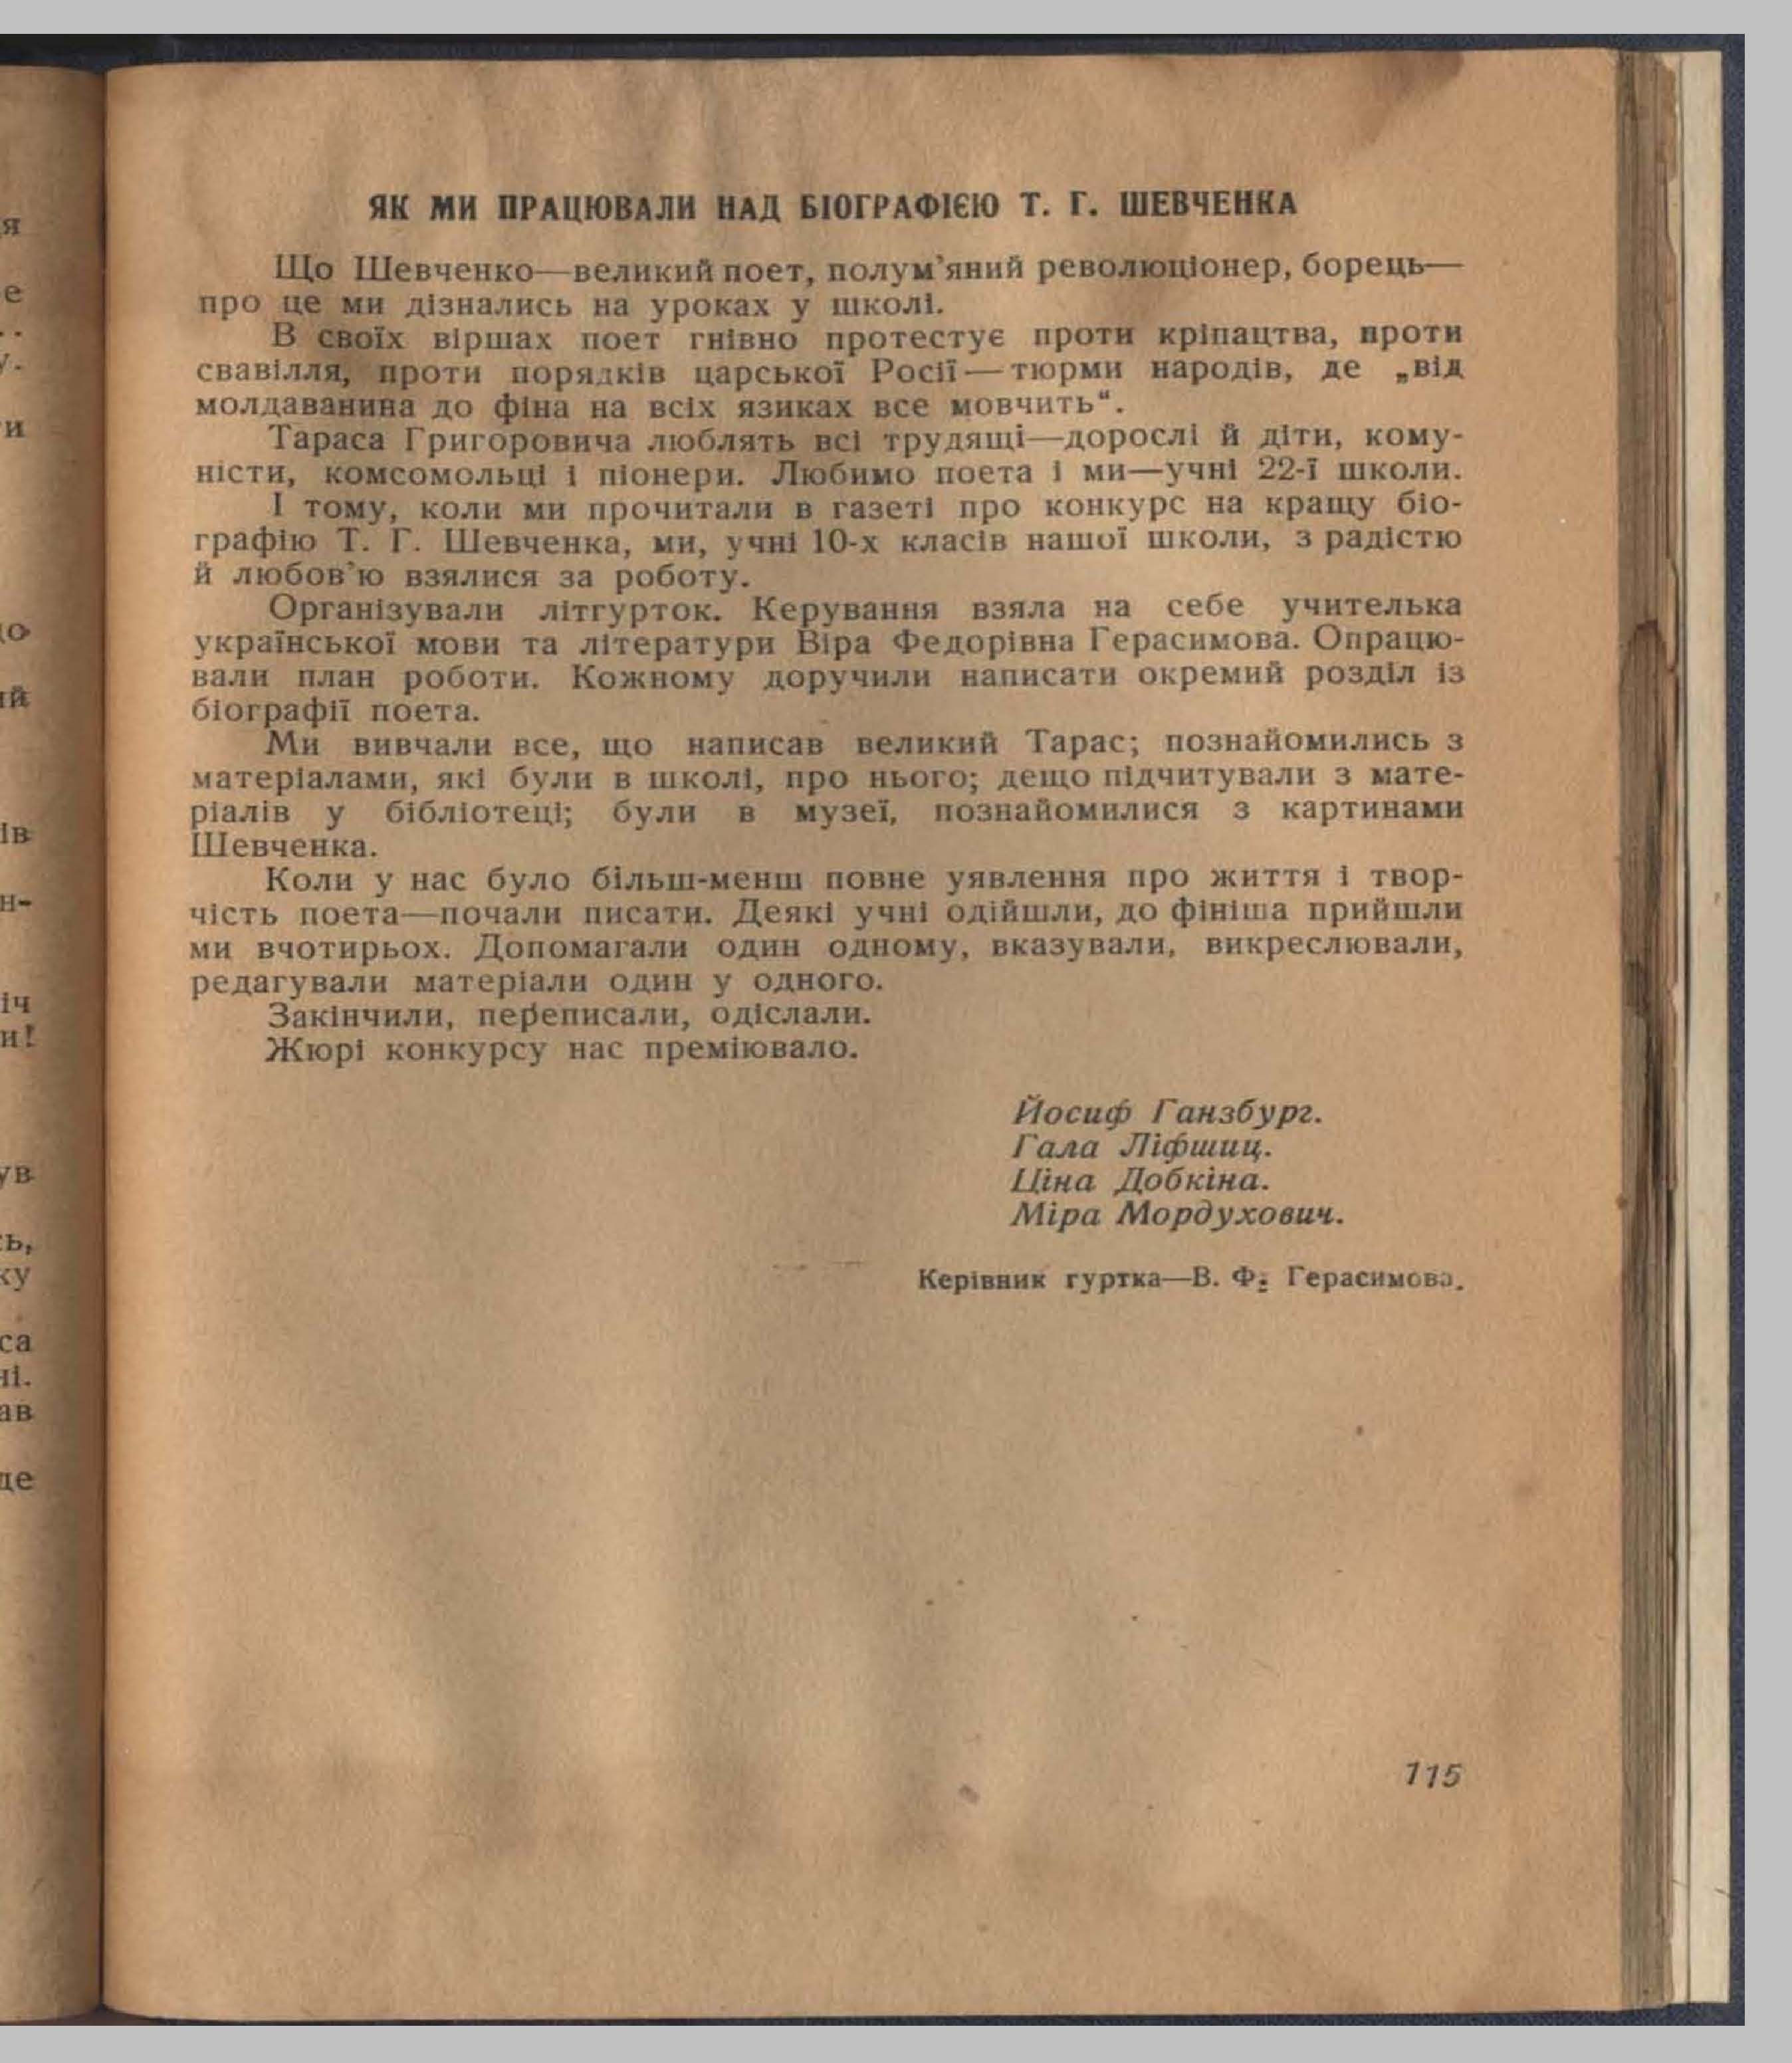 ЯК МИ ПРАЦЮВАЛИ НАД БІОГРАФІЄЮ Т. Г. ШЕВЧЕНКА
Що Шевченко—великий поет, полум’яний революціонер, борець—
про це ми дізнались на уроках у школі.
В своїх віршах поет гнівно протестує проти кріпацтва, проти
свавілля, проти порядків царської Росії — тюрми народів, де „від
молдаванина до фіна на всіх язиках все мовчить“.
Тараса Григоровича люблять всі трудящі—дорослі й діти, кому-
ністи, комсомольці і піонери. Любимо поета і ми—учні 22-ї школи.
І тому, коли ми прочитали в газеті про конкурс на кращу біо-
графію Т. Г. Шевченка, ми, учні 10-х класів нашої школи, з радістю
й любов’ю взялися за роботу.
Організували літгурток. Керування взяла на себе учителька
української мови та літератури Віра Федорівна Герасимова. Опрацю-
вали план роботи. Кожному доручили написати окремий розділ із
біографії поета.
Ми вивчали все, що написав великий Тарас; познайомились з
матеріалами, які були в школі, про нього; дещо підчитували з мате-
ріалів у бібліотеці; були в музеї, познайомилися з картинами
Шевченка.
Коли у нас було більш-менш повне уявлення про життя і твор-
чість поета—почали писати. Деякі учні одійшли, до фініша прийшли
ми вчотирьох. Допомагали один одному, вказували, викреслювали,
редагували матеріали один у одного.
Закінчили, переписали, одіслали.
Жюрі конкурсу нас преміювало.
Йосиф Ганзбург.
Гала Ліфшиц.
Ціна Добкіна.
Міра Мордухович.
Керівник гуртка—В. Ф. Герасимова.
115